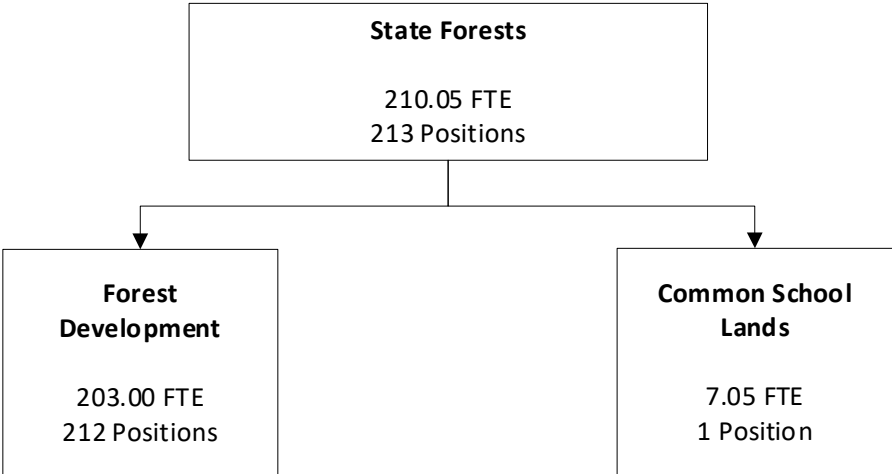 State Forests
210.05 FTE
213 Positions
Forest
Development
203.00 FTE
212 Positions
Common School
Lands
7.05 FTE
1 Position